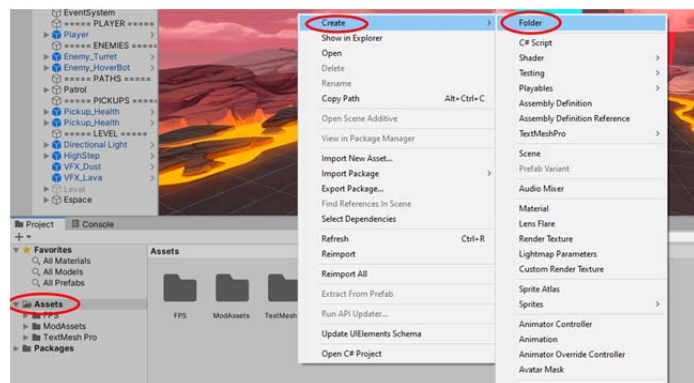 EventSystem
===== PLAYER =====
Player
===== ENEMIES =====
Enemy_Turret
Enemy_HoverBot
===== PATHS =====
Patrol
===== PICKUPS =====
Pickup_Health
Pickup_Health
===== LEVEL =====
Directional Light
HighStep
VFX_Dust
VFX_Lava
Level
Espace
Project
Console
Favorites
All Materials
All Models
All Prefabs
Assets
FPS
ModAssets
TextMesh Pro
Packages
Assets
FPS
ModAssets
TextMesh
Create
Show in Explorer
Open
Delete
Rename
Copy Path Alt+Ctrl+C
Open Scene Additive
View in Package Manager
Import New Asset...
Import Package
Export Package...
Find References In Scene
Select Dependencies
Refresh Ctrl+R
Reimport
Reimport All
Extract From Prefab
Run API Updater...
Update UIElements Schema
Open C# Project
Folder
C# Script
Shader
Testing
Playables
Assembly Definition
Assembly Definition Reference
TextMeshPro
Scene
Prefab Variant
Audio Mixer
Material
Lens Flare
Render Texture
Lightmap Parameters
Custom Render Texture
Sprite Atlas
Sprites
Animator Controller
Animation
Animator Override Controller
Avatar Mask